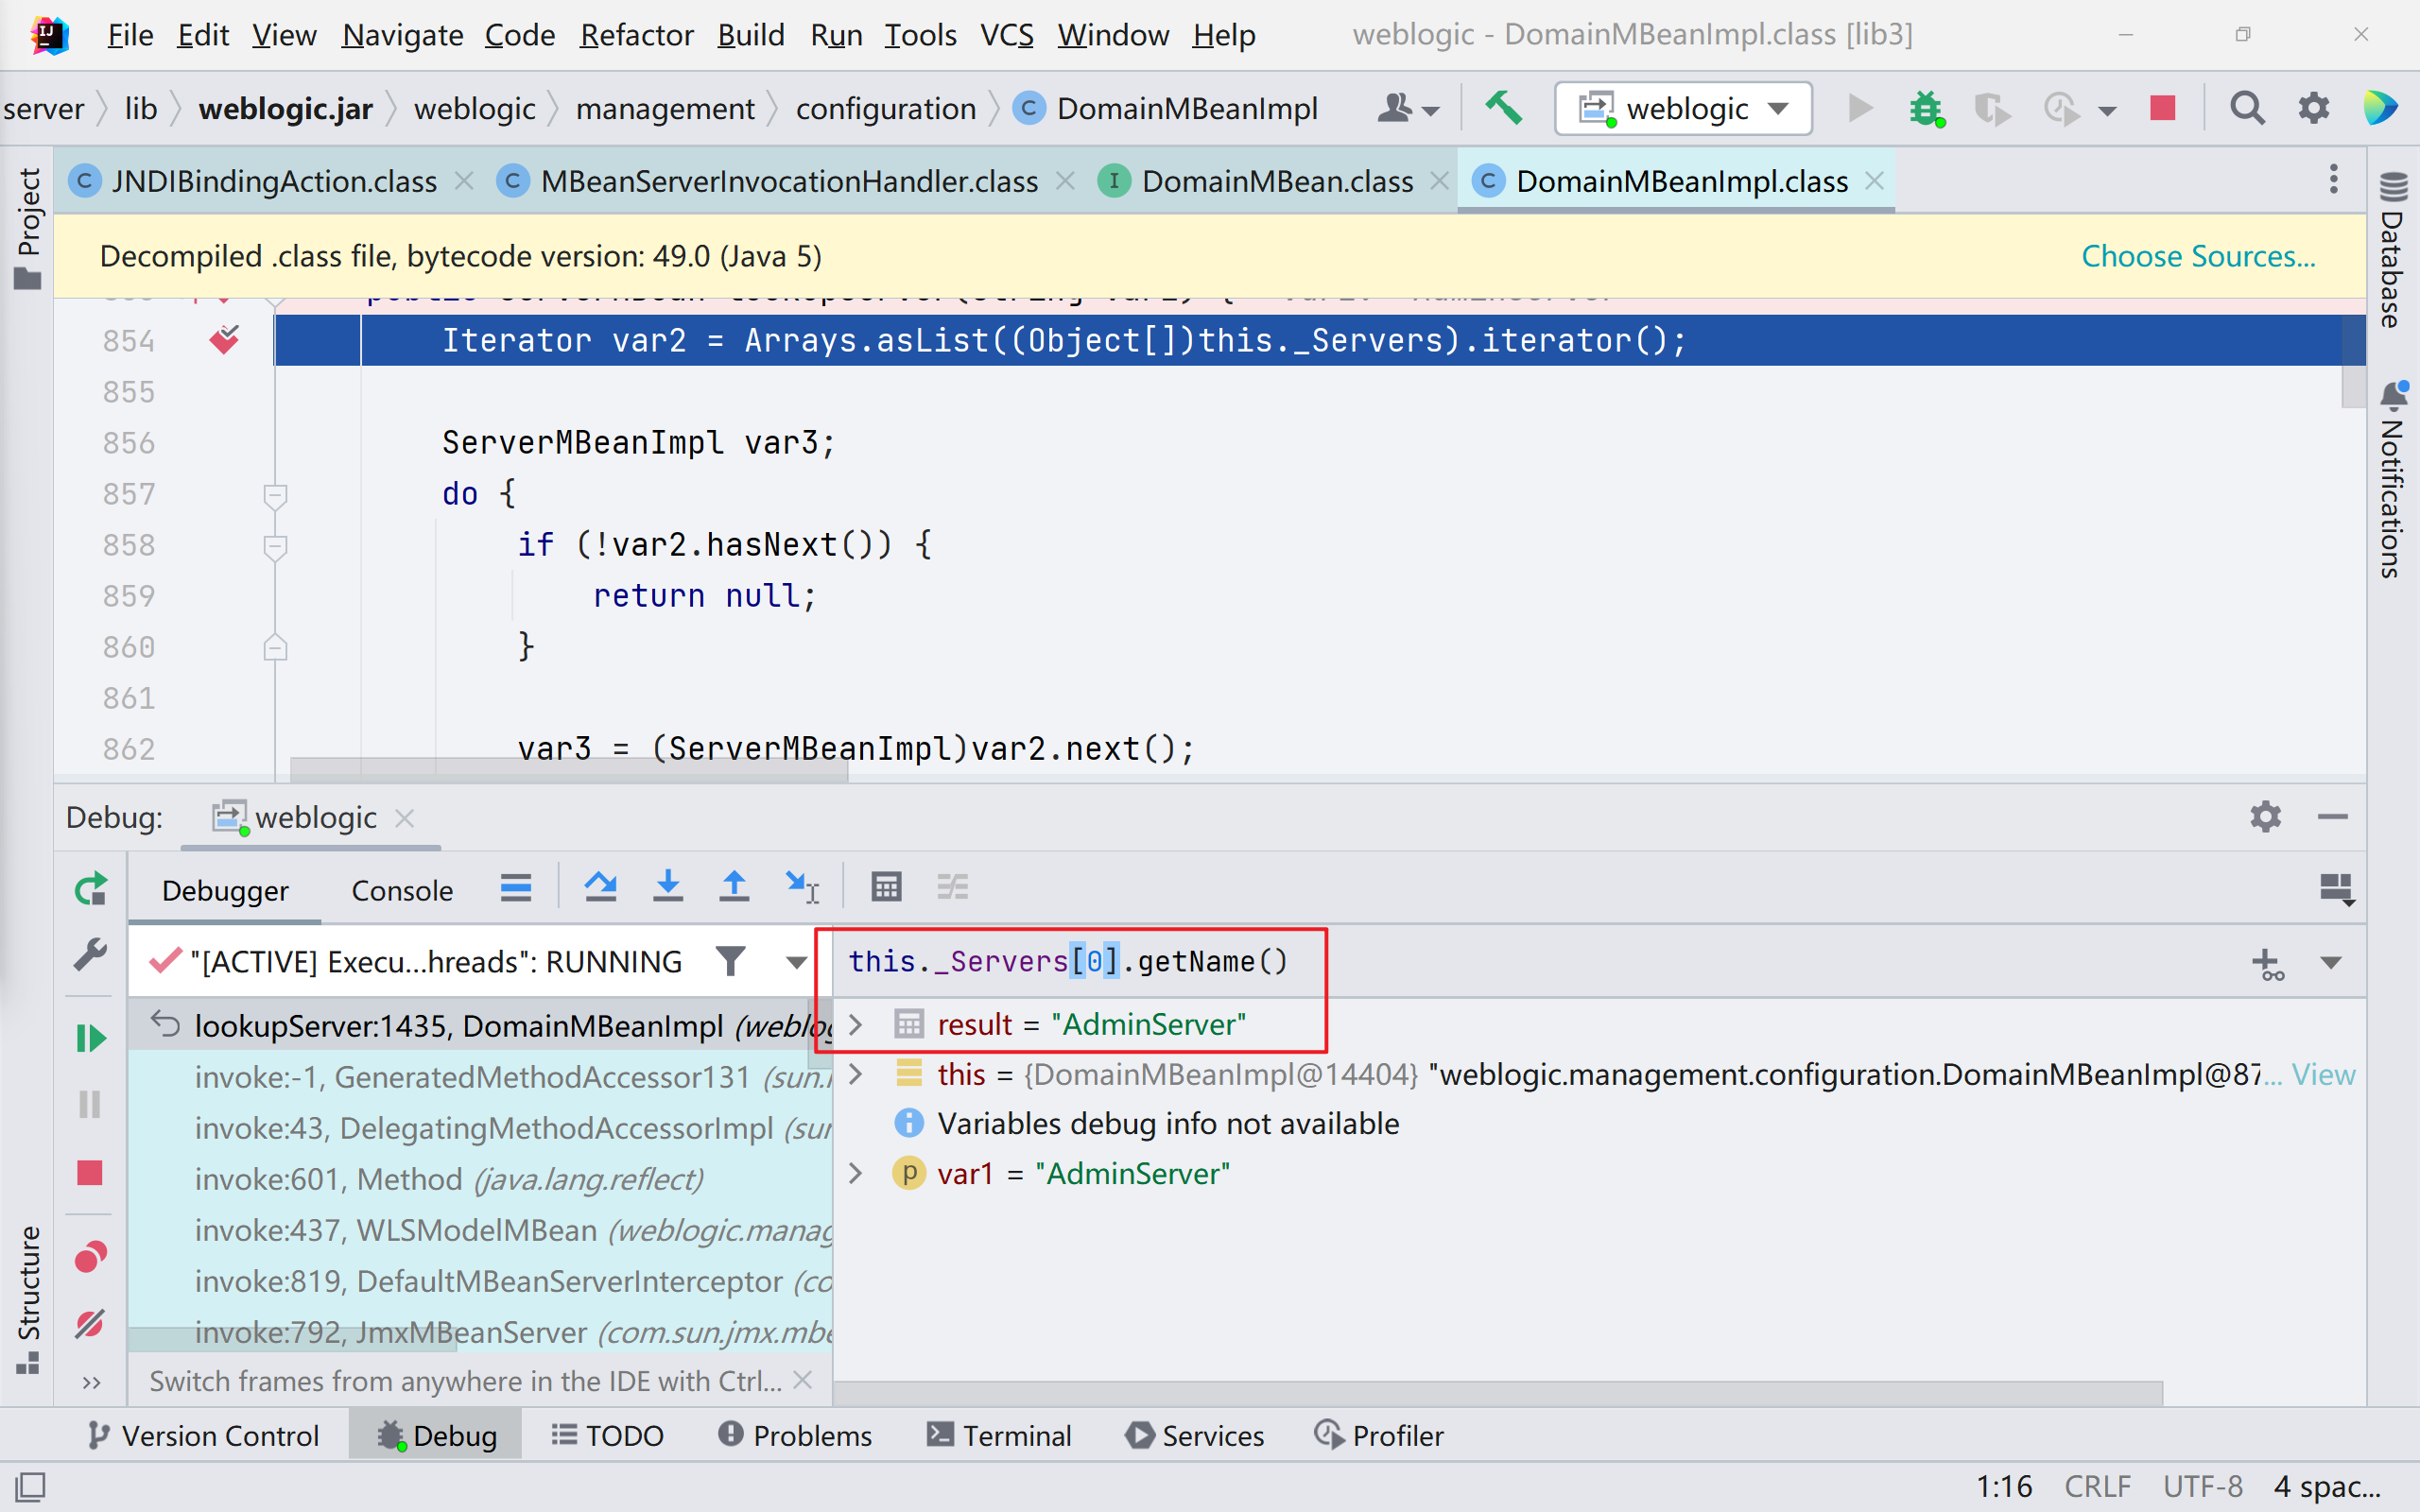 File Edit View Navigate Code Refactor Build Run Tools VCS Window Help weblogic - DomainMBeanImpl.class [lib3]
server lib weblogic.jar weblogic management configuration DomainMBeanImpl weblogic
JNDIBindingAction.class MBeanServerInvocationHandler.class DomainMBean.class DomainMBeanImpl.class
Project
Decompiled .class file, bytecode version: 49.0 (Java 5) Choose Sources...
Database
Notifications
854 Iterator var2 = Arrays.asList((Object[])this._Servers).iterator();
855
856 ServerMBeanImpl var3;
857 do {
858 if (!var2.hasNext()) {
859 return null;
860 }
861
862 var3 = (ServerMBeanImpl)var2.next();
Debug: weblogic
Debugger Console
"[ACTIVE] Execu...hreads": RUNNING
this._Servers[0].getName()
lookupServer:1435, DomainMBeanImpl (weblog
result = "AdminServer"
invoke:-1, GeneratedMethodAccessor131 (sun.r
this = {DomainMBeanImpl@14404} "weblogic.management.configuration.DomainMBeanImpl@87... View
invoke:43, DelegatingMethodAccessorImpl (sun
Variables debug info not available
invoke:601, Method (java.lang.reflect)
var1 = "AdminServer"
invoke:437, WLSModelMBean (weblogic.manag
invoke:819, DefaultMBeanServerInterceptor (co
invoke:792, JmxMBeanServer (com.sun.jmx.mbe
Structure
Switch frames from anywhere in the IDE with Ctrl...
Version Control Debug TODO Problems Terminal Services Profiler
1:16 CRLF UTF-8 4 spac...